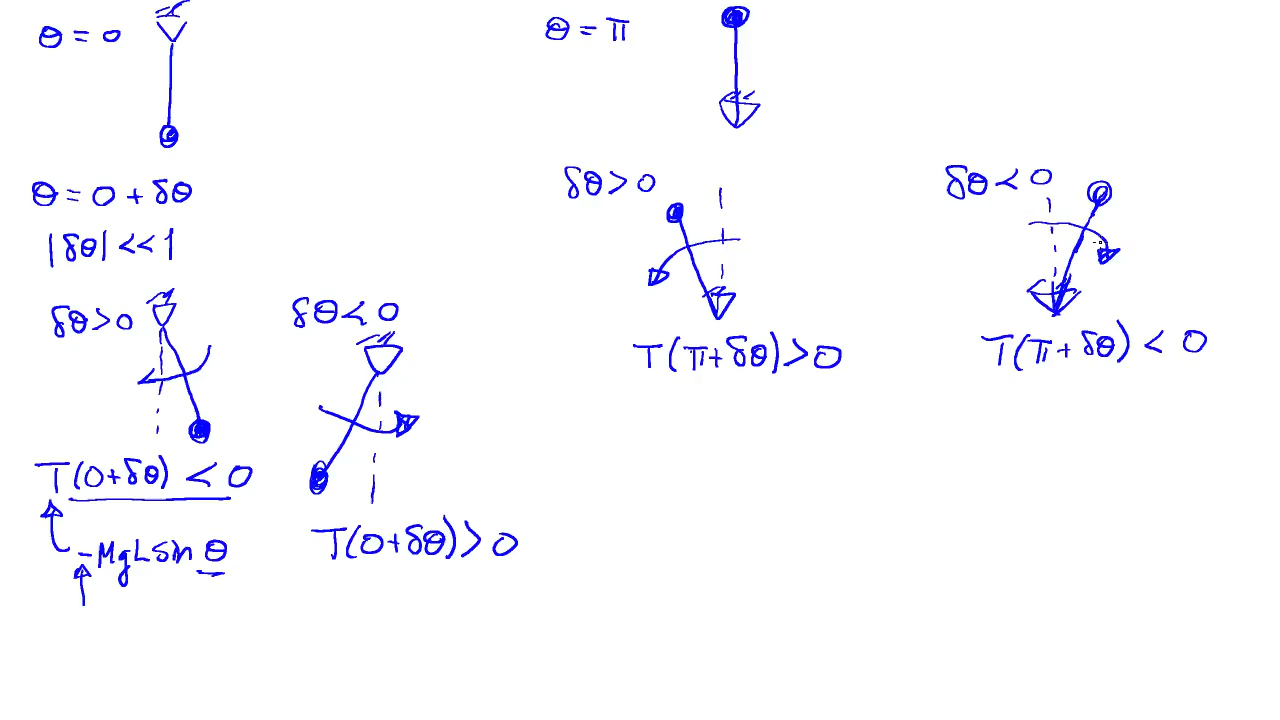 θ = 0
θ = π
θ = 0 + δθ
|δθ| << 1
δθ > 0
δθ < 0
T(0+δθ) < 0
-MgL sin θ
T(0+δθ) > 0
δθ > 0
δθ < 0
T(π+δθ) > 0
T(π+δθ) < 0